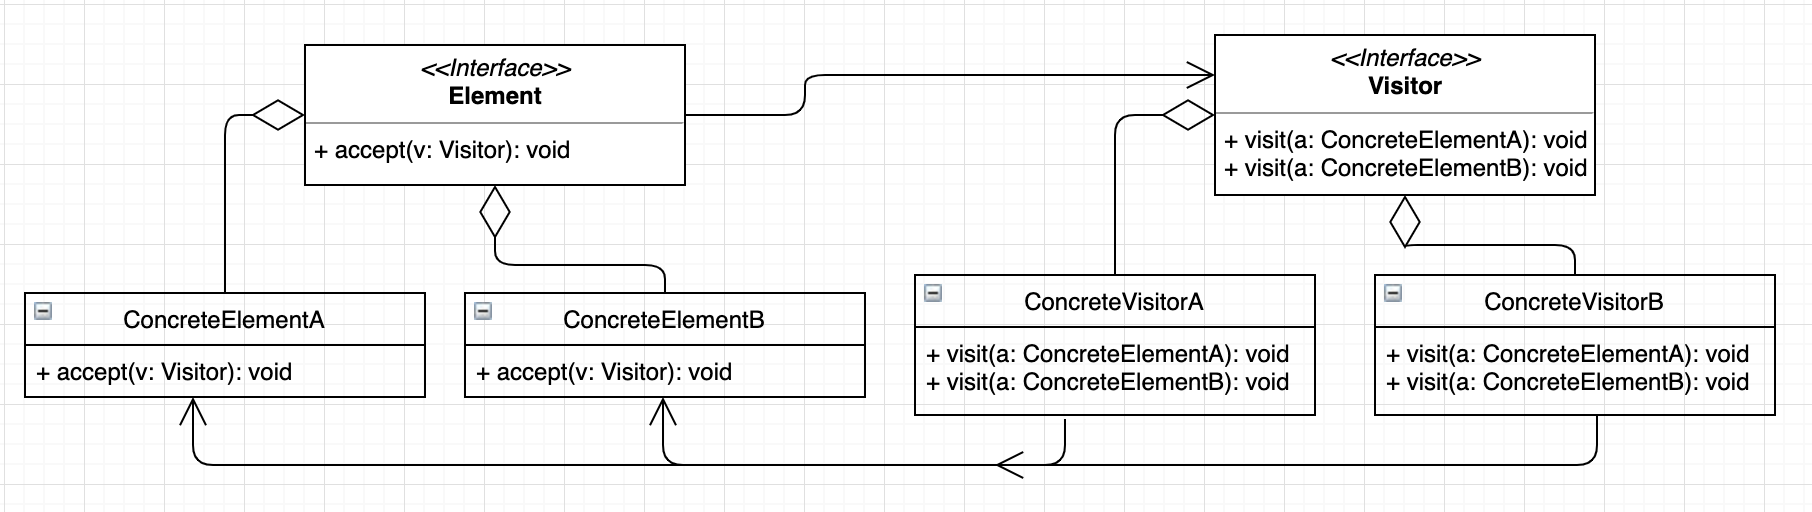 <<Interface>>
Element
+ accept(v: Visitor): void
<<Interface>>
Visitor
+ visit(a: ConcreteElementA): void
+ visit(a: ConcreteElementB): void
ConcreteElementA
+ accept(v: Visitor): void
ConcreteElementB
+ accept(v: Visitor): void
ConcreteVisitorA
+ visit(a: ConcreteElementA): void
+ visit(a: ConcreteElementB): void
ConcreteVisitorB
+ visit(a: ConcreteElementA): void
+ visit(a: ConcreteElementB): void